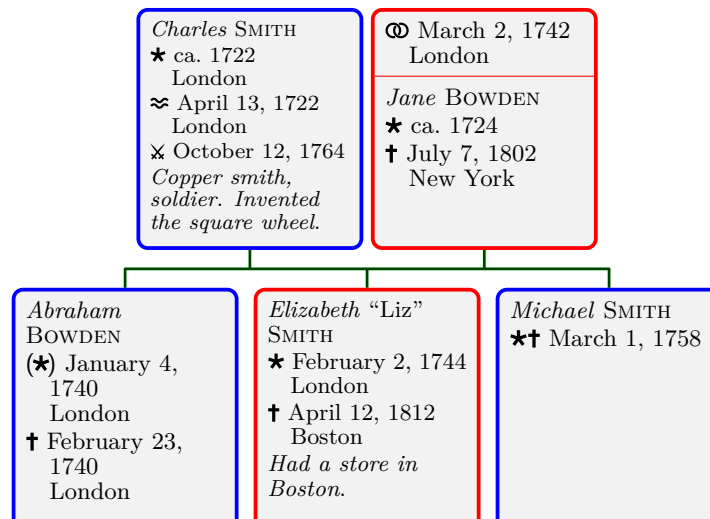 Charles SMITH
* ca. 1722
London
≈ April 13, 1722
London
⚔ October 12, 1764
Copper smith,
soldier. Invented
the square wheel.
⚭ March 2, 1742
London
Jane BOWDEN
* ca. 1724
† July 7, 1802
New York
Abraham
BOWDEN
(*) January 4,
1740
London
† February 23,
1740
London
Elizabeth “Liz”
SMITH
* February 2, 1744
London
† April 12, 1812
Boston
Had a store in
Boston.
Michael SMITH
*† March 1, 1758